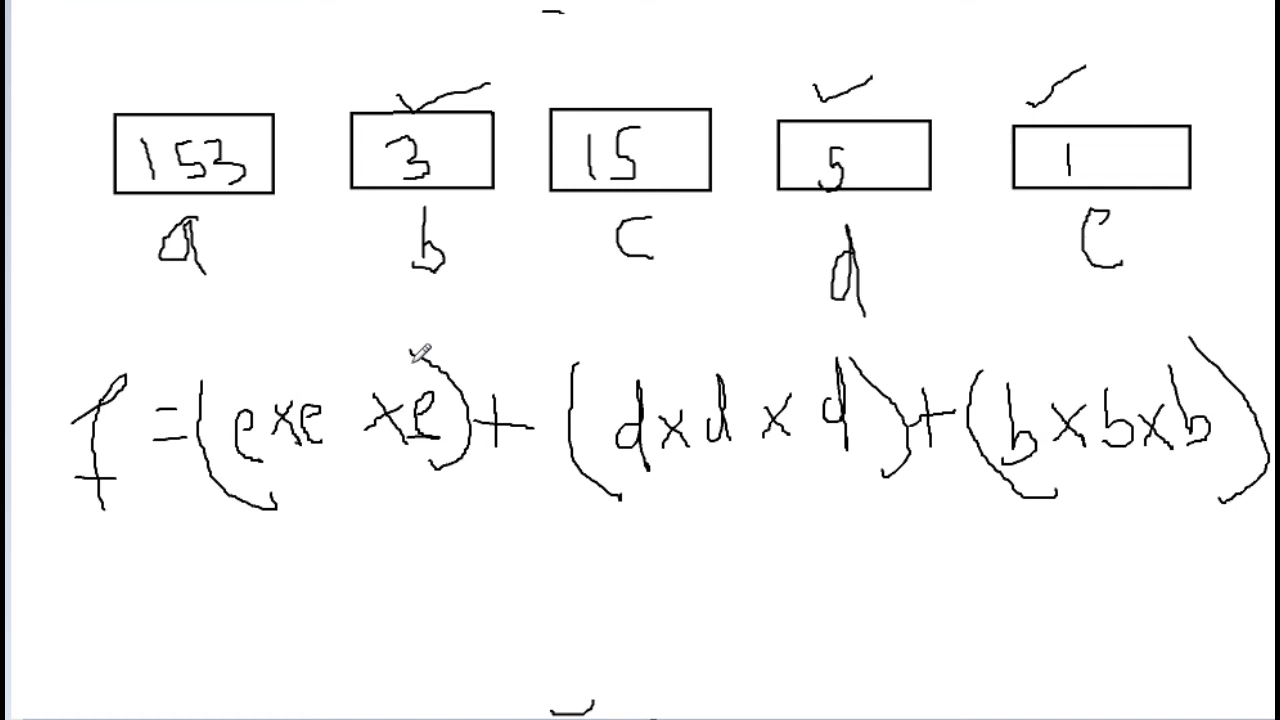 153 3 15 5 1
a b c d e
f = (e×e×e) + (d×d×d) + (b×b×b)